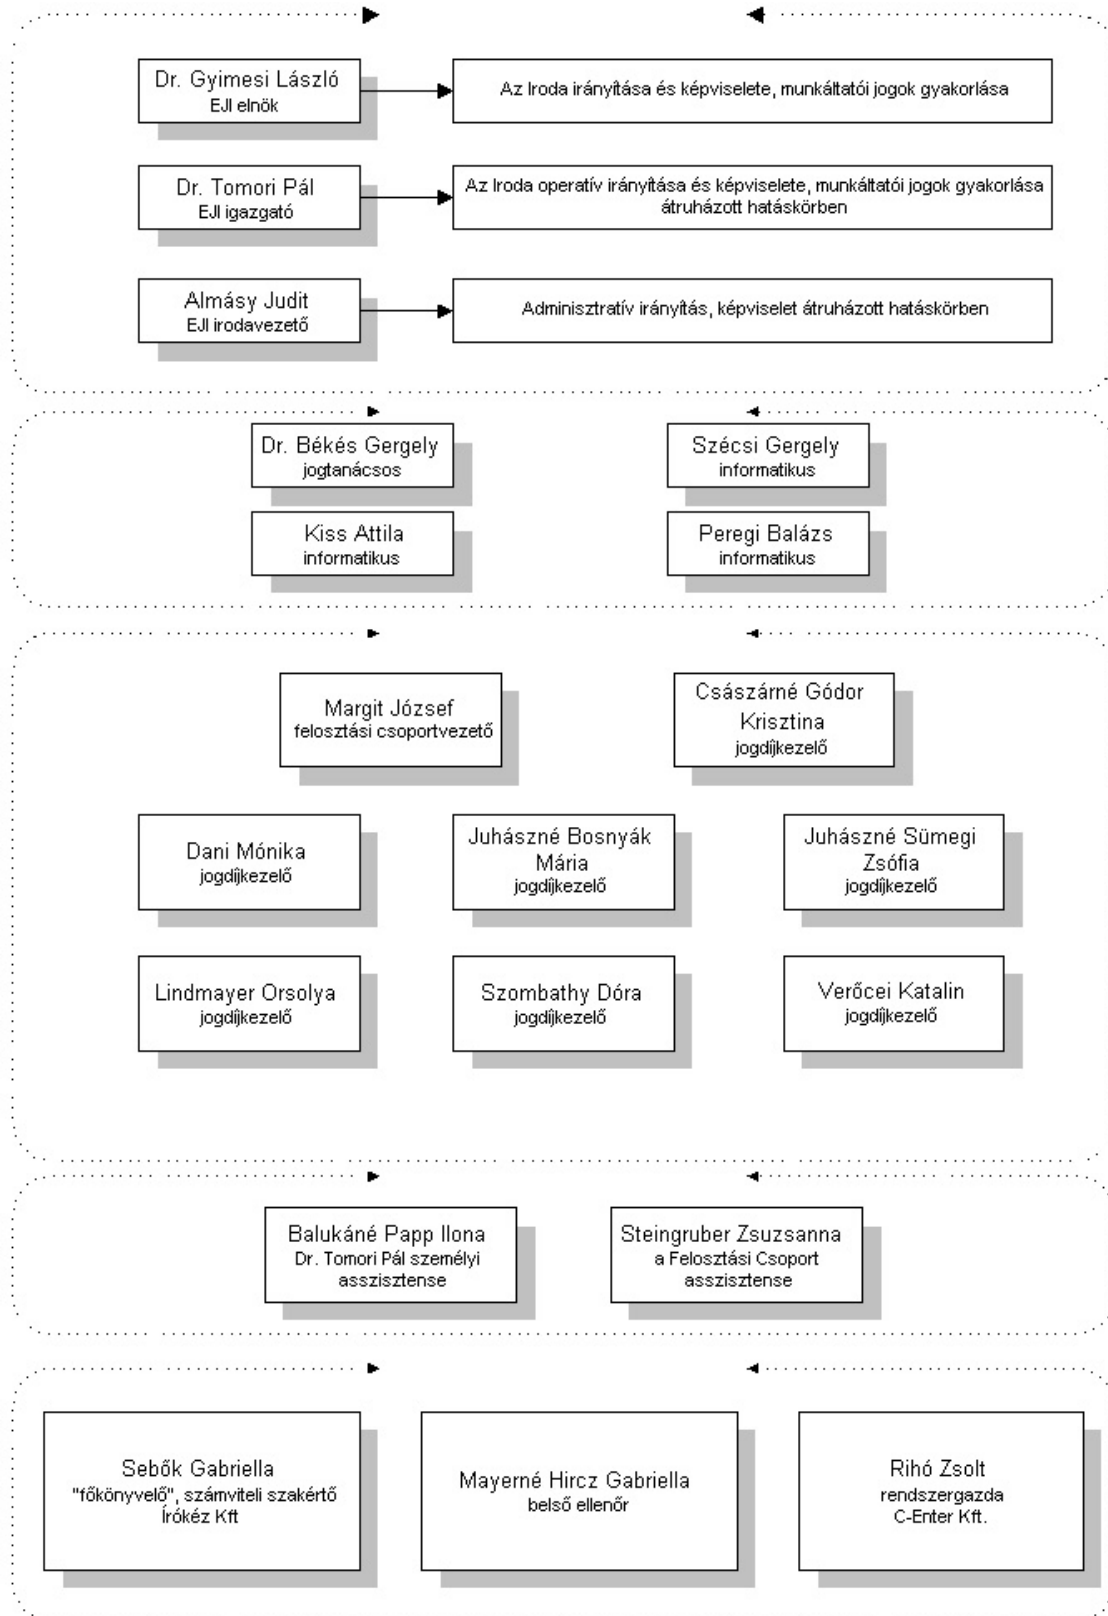 Dr. Gyimesi László
EJI elnök
Az Iroda irányítása és képviselete, munkáltatói jogok gyakorlása
Dr. Tomori Pál
EJI igazgató
Az Iroda operatív irányítása és képviselete, munkáltatói jogok gyakorlása
átruházott hatáskörben
Almásy Judit
EJI irodavezető
Adminisztratív irányítás, képviselet átruházott hatáskörben
Dr. Békés Gergely
jogtanácsos
Szécsi Gergely
informatikus
Kiss Attila
informatikus
Peregi Balázs
informatikus
Margit József
felosztási csoportvezető
Császárné Gódor
Krisztina
jogdíjkezelő
Dani Mónika
jogdíjkezelő
Juhászné Bosnyák
Mária
jogdíjkezelő
Juhászné Sümegi
Zsófia
jogdíjkezelő
Lindmayer Orsolya
jogdíjkezelő
Szombathy Dóra
jogdíjkezelő
Verőcei Katalin
jogdíjkezelő
Balukáné Papp Ilona
Dr. Tomori Pál személyi
asszisztense
Steingruber Zsuzsanna
a Felosztási Csoport
asszisztense
Sebők Gabriella
"főkönyvelő", számviteli szakértő
Írókéz Kft
Mayerné Hircz Gabriella
belső ellenőr
Rihó Zsolt
rendszergazda
C-Enter Kft.